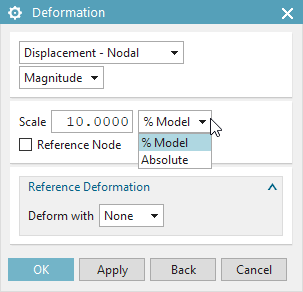 Deformation
Displacement - Nodal
Magnitude
Scale 10.0000 % Model
% Model
Reference Node
Absolute
Reference Deformation
Deform with None
OK Apply Back Cancel